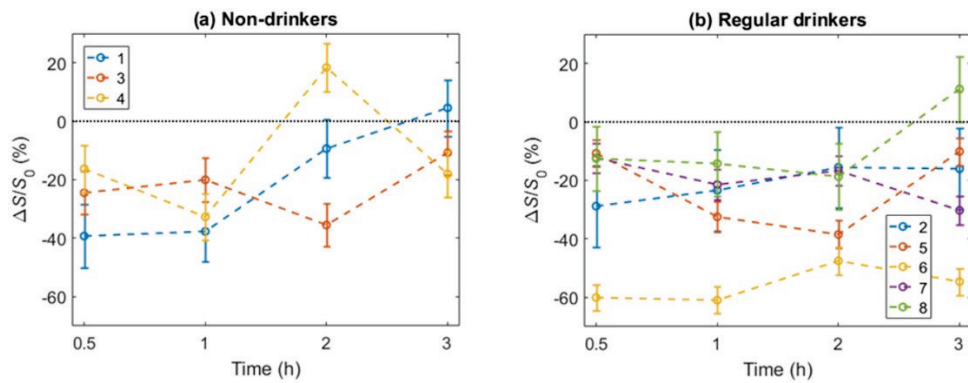 (a) Non-drinkers
20
0
-20
-40
-60
ΔS/S₀ (%)
1
3
4
0.5 1 2 3
Time (h)
(b) Regular drinkers
20
0
-20
-40
-60
ΔS/S₀ (%)
2
5
6
7
8
0.5 1 2 3
Time (h)